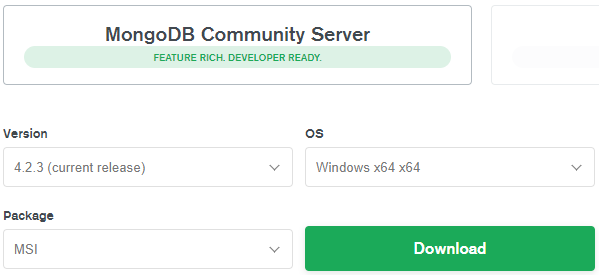 MongoDB Community Server
FEATURE RICH. DEVELOPER READY.
Version
OS
4.2.3 (current release)
Windows x64 x64
Package
MSI
Download